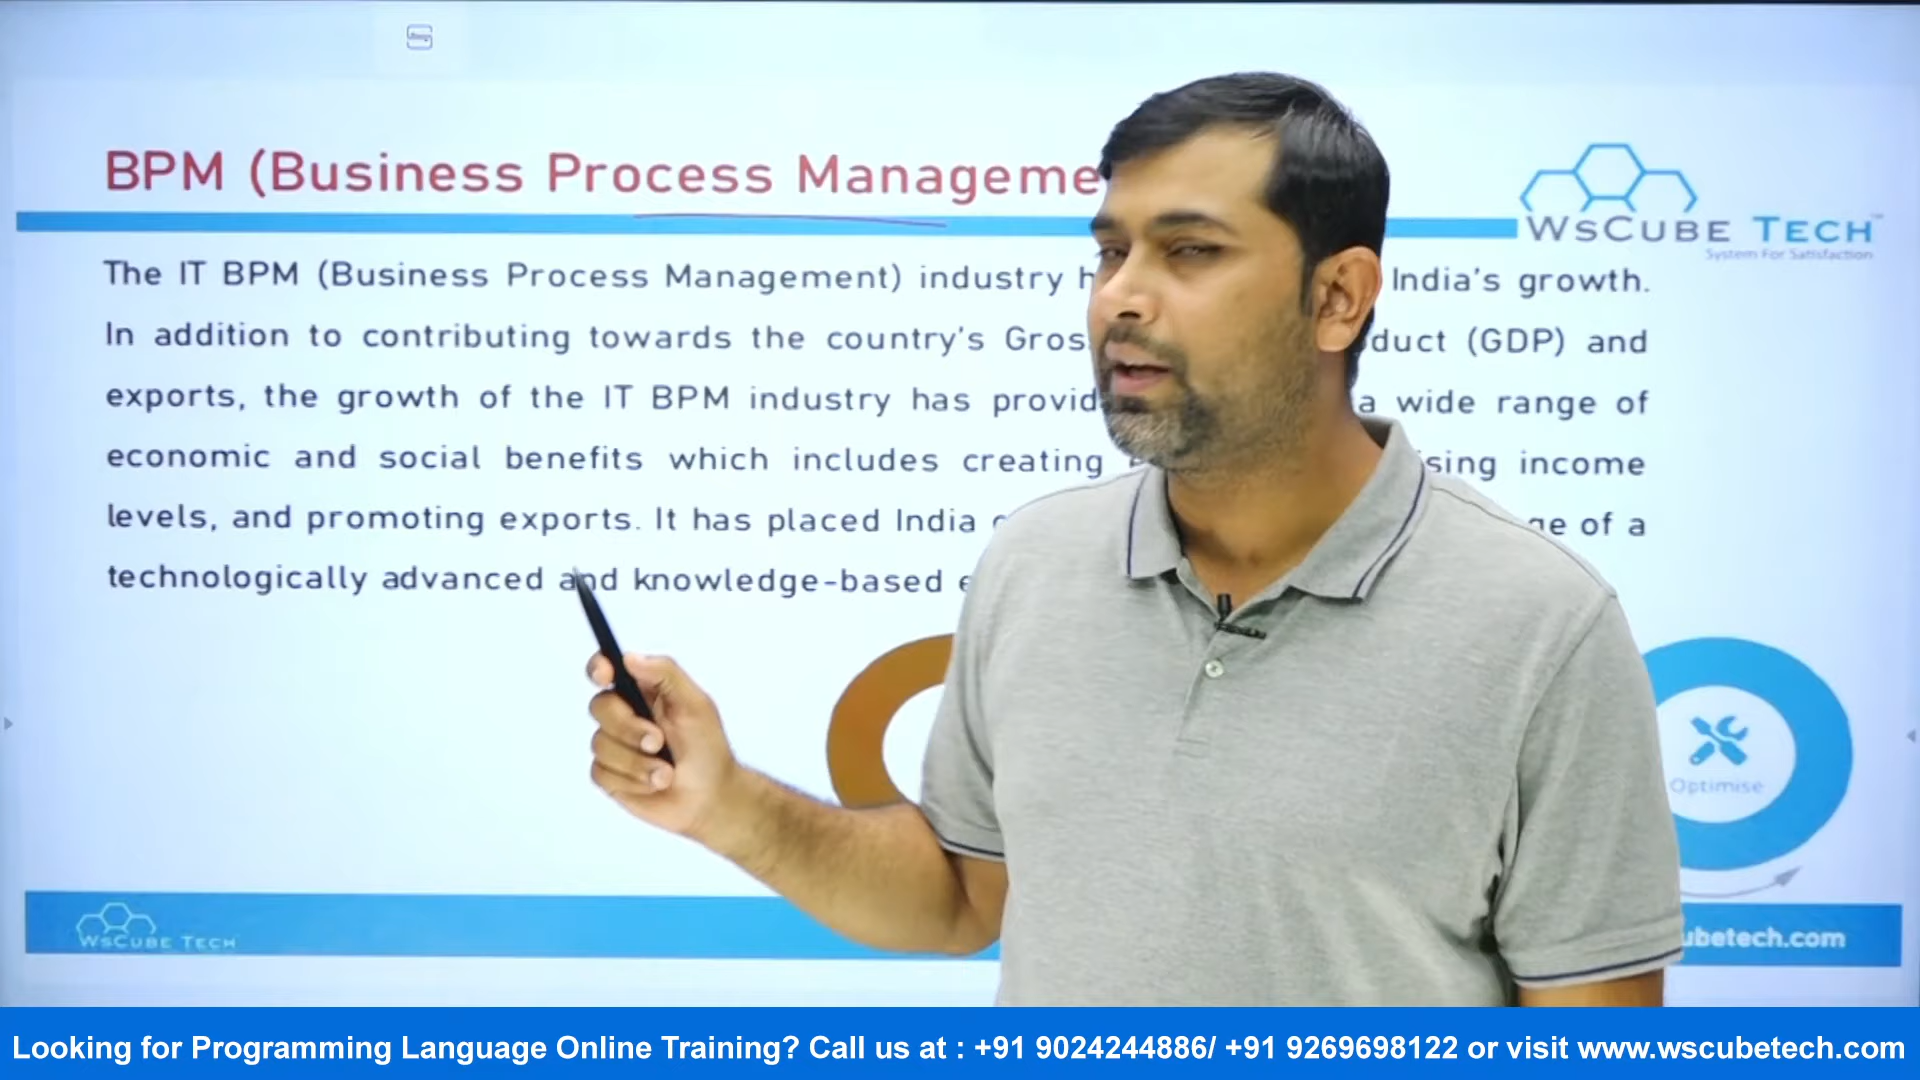 BPM (Business Process Manageme
WsCube Tech
System For Satisfaction
The IT BPM (Business Process Management) industry h India's growth.
In addition to contributing towards the country's Gros duct (GDP) and
exports, the growth of the IT BPM industry has provid a wide range of
economic and social benefits which includes creating sing income
levels, and promoting exports. It has placed India ge of a
technologically advanced and knowledge-based e
Optimise
WsCube Tech
ubetech.com
Looking for Programming Language Online Training? Call us at : +91 9024244886/ +91 9269698122 or visit www.wscubetech.com